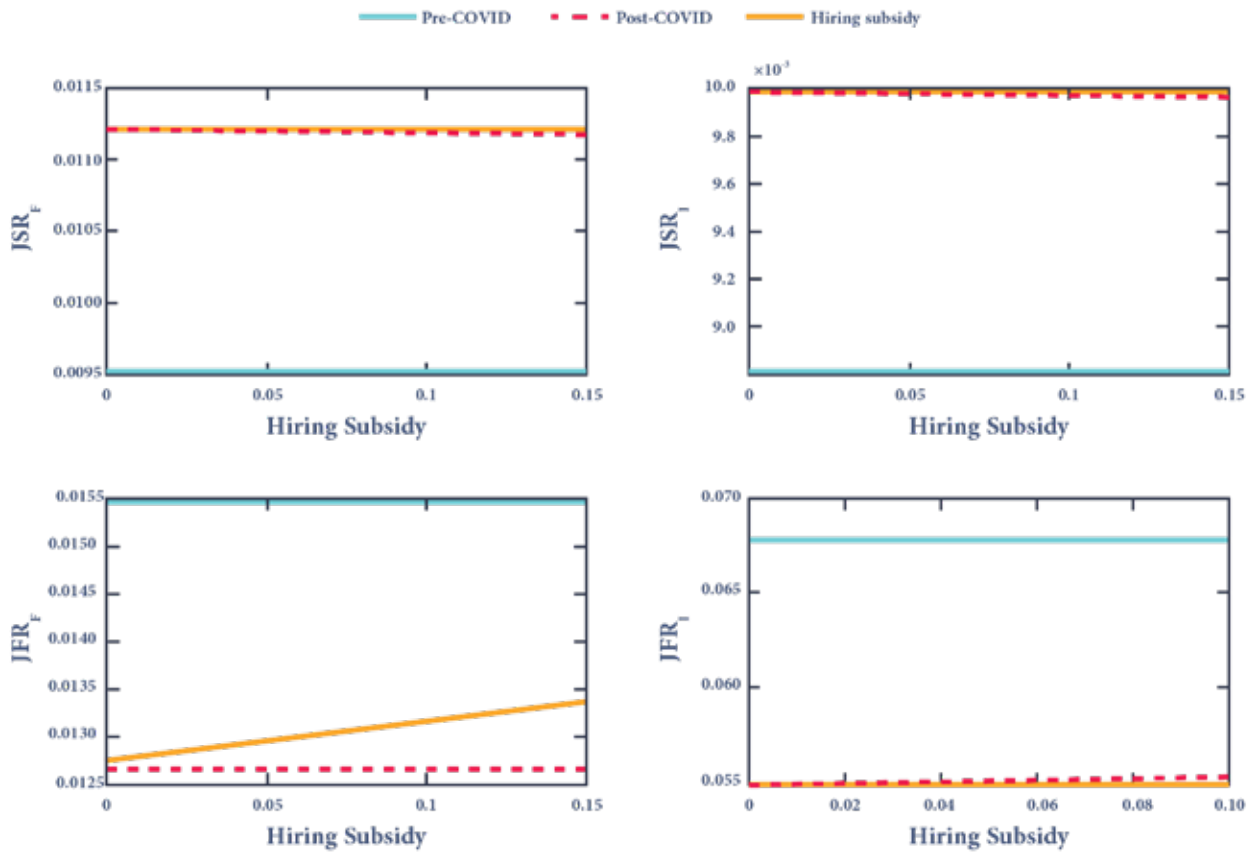 Pre-COVID Post-COVID Hiring subsidy
0.0115
0.0110
0.0105
0.0100
0.0095
JSR_F
0 0.05 0.1 0.15
Hiring Subsidy
×10⁻³
10.0
9.8
9.6
9.4
9.2
9.0
JSR_I
0 0.05 0.1 0.15
Hiring Subsidy
0.0155
0.0150
0.0145
0.0140
0.0135
0.0130
0.0125
JFR_F
0 0.05 0.1 0.15
Hiring Subsidy
0.070
0.065
0.060
0.055
JFR_I
0 0.02 0.04 0.06 0.08 0.10
Hiring Subsidy